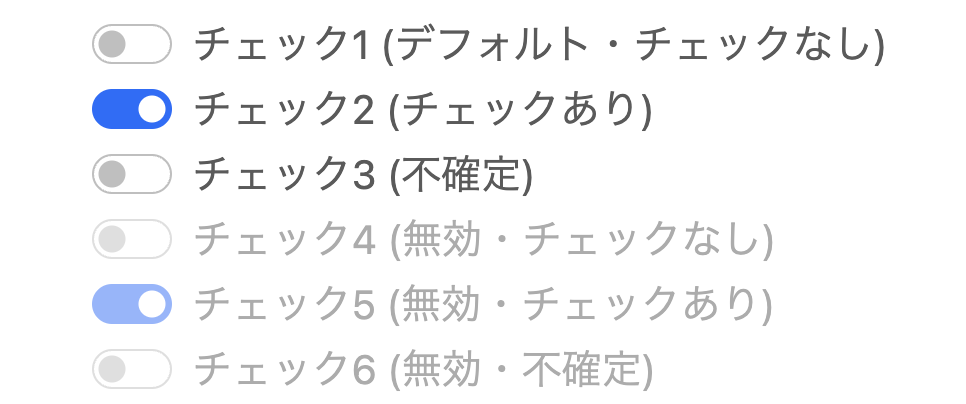 チェック1 (デフォルト・チェックなし)
チェック2 (チェックあり)
チェック3 (不確定)
チェック4 (無効・チェックなし)
チェック5 (無効・チェックあり)
チェック6 (無効・不確定)